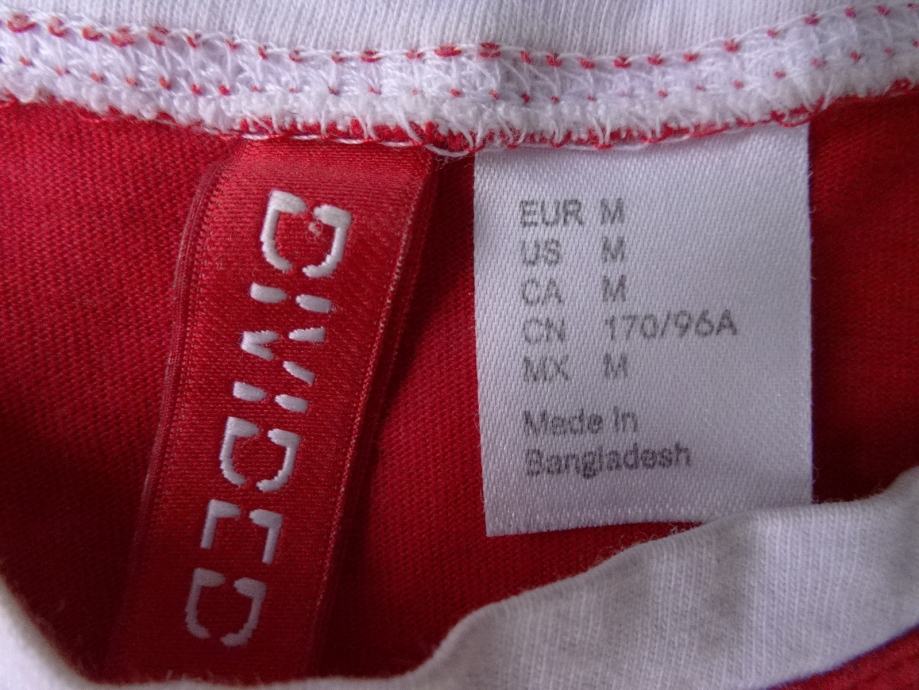 DIVIDED
EUR M
US M
CA M
CN 170/96A
MX M
Made in
Bangladesh